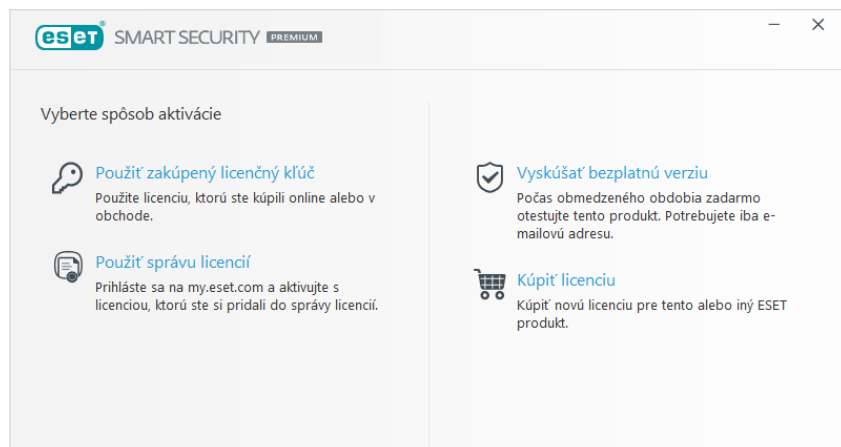 eset® SMART SECURITY PREMIUM
Vyberte spôsob aktivácie
Použiť zakúpený licenčný kľúč
Použite licenciu, ktorú ste kúpili online alebo v
obchode.
Použiť správu licencií
Prihláste sa na my.eset.com a aktivujte s
licenciou, ktorú ste si pridali do správy licencií.
Vyskúšať bezplatnú verziu
Počas obmedzeného obdobia zadarmo
otestujte tento produkt. Potrebujete iba e-
mailovú adresu.
Kúpiť licenciu
Kúpiť novú licenciu pre tento alebo iný ESET
produkt.